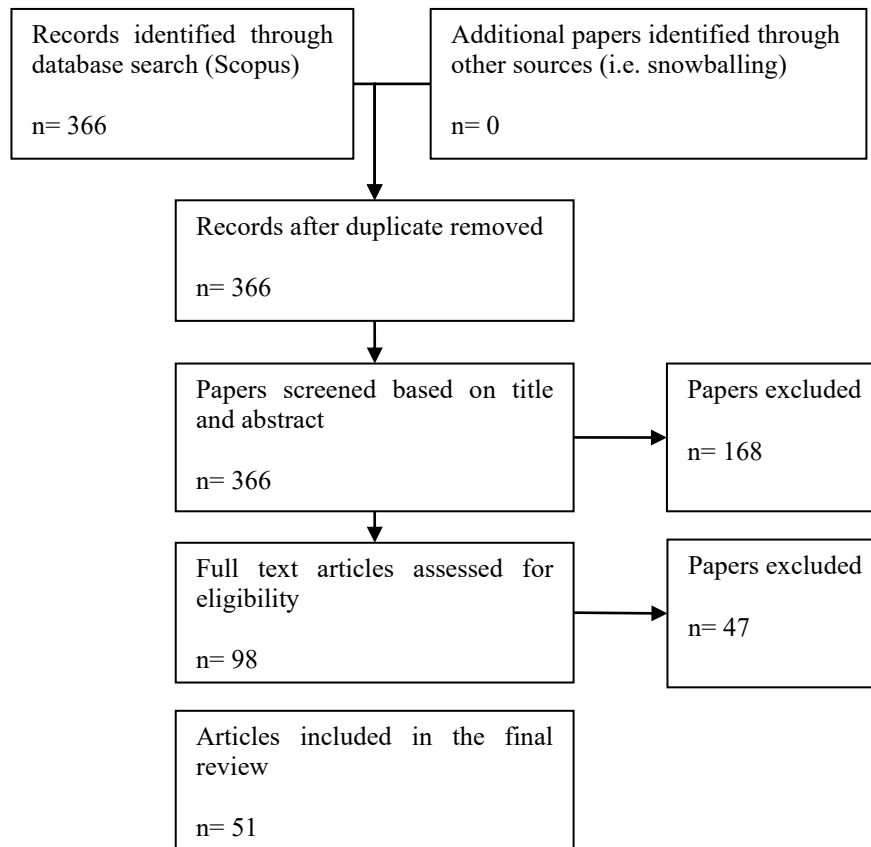 Records identified through
database search (Scopus)
n= 366
Additional papers identified through
other sources (i.e. snowballing)
n= 0
Records after duplicate removed
n= 366
Papers screened based on title
and abstract
n= 366
Papers excluded
n= 168
Full text articles assessed for
eligibility
n= 98
Papers excluded
n= 47
Articles included in the final
review
n= 51